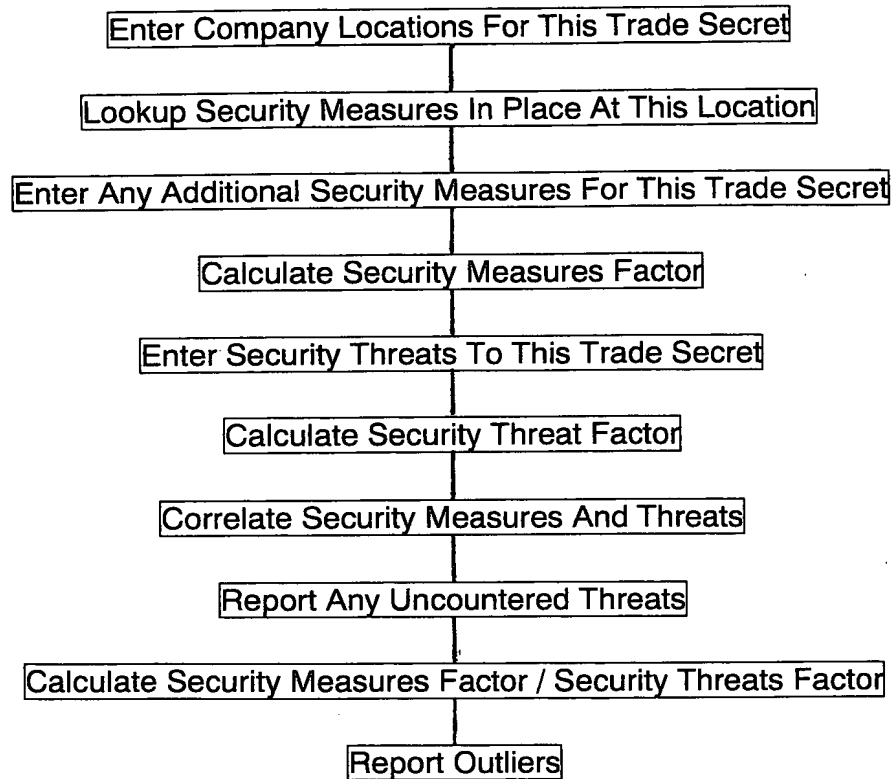 Enter Company Locations For This Trade Secret
Lookup Security Measures In Place At This Location
Enter Any Additional Security Measures For This Trade Secret
Calculate Security Measures Factor
Enter Security Threats To This Trade Secret
Calculate Security Threat Factor
Correlate Security Measures And Threats
Report Any Uncountered Threats
Calculate Security Measures Factor / Security Threats Factor
Report Outliers